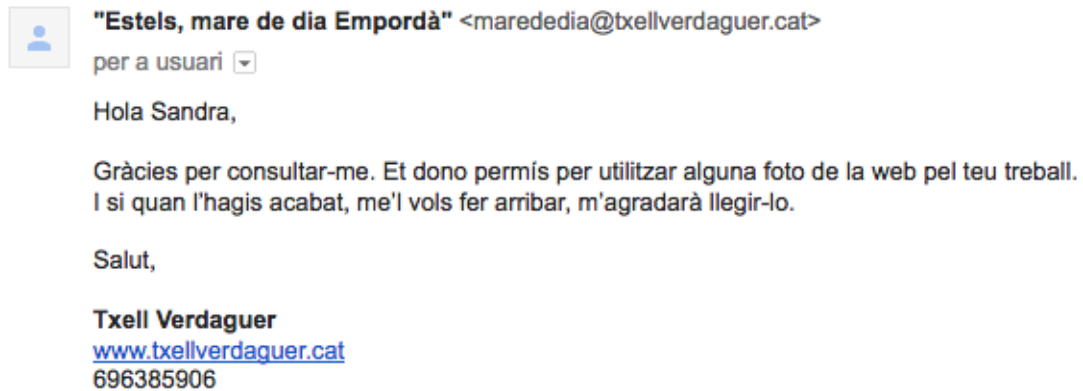 "Estels, mare de dia Empordà" <marededia@txellverdaguer.cat>
per a usuari
Hola Sandra,
Gràcies per consultar-me. Et dono permís per utilitzar alguna foto de la web pel teu treball.
I si quan l'hagis acabat, me'l vols fer arribar, m'agradarà llegir-lo.
Salut,
Txell Verdaguer
www.txellverdaguer.cat
696385906